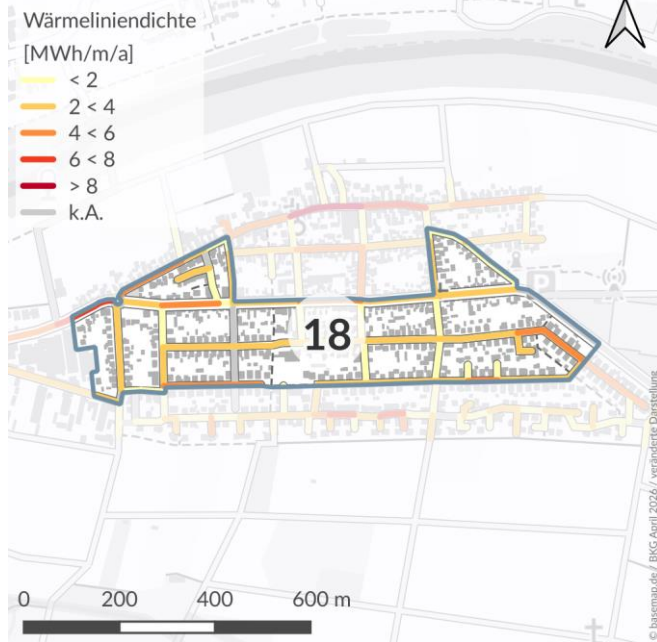 Wärmeliniendichte
[MWh/m/a]
< 2
2 < 4
4 < 6
6 < 8
> 8
k.A.
P
18
0 200 400 600 m
© basemap.de / BKG April 2026 / veränderte Darstellung